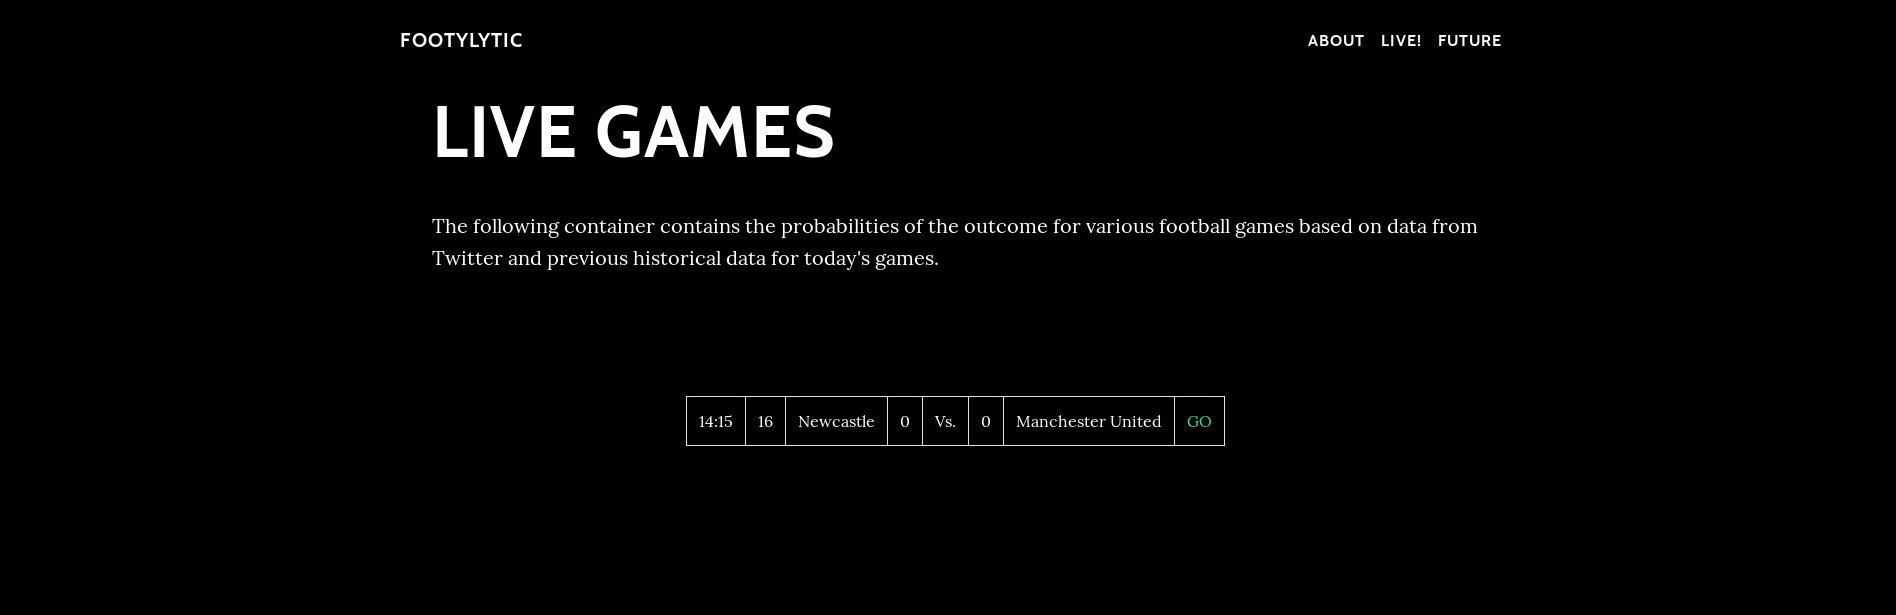 FOOTYLYTIC ABOUT LIVE! FUTURE
LIVE GAMES
The following container contains the probabilities of the outcome for various football games based on data from
Twitter and previous historical data for today's games.
14:15 16 Newcastle 0 Vs. 0 Manchester United GO